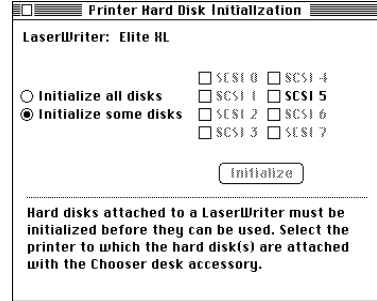 Printer Hard Disk Initialization
LaserWriter: Elite XL
SCSI 0 SCSI 4
Initialize all disks SCSI 1 SCSI 5
Initialize some disks SCSI 2 SCSI 6
SCSI 3 SCSI 7
Initialize
Hard disks attached to a LaserWriter must be
initialized before they can be used. Select the
printer to which the hard disk(s) are attached
with the Chooser desk accessory.